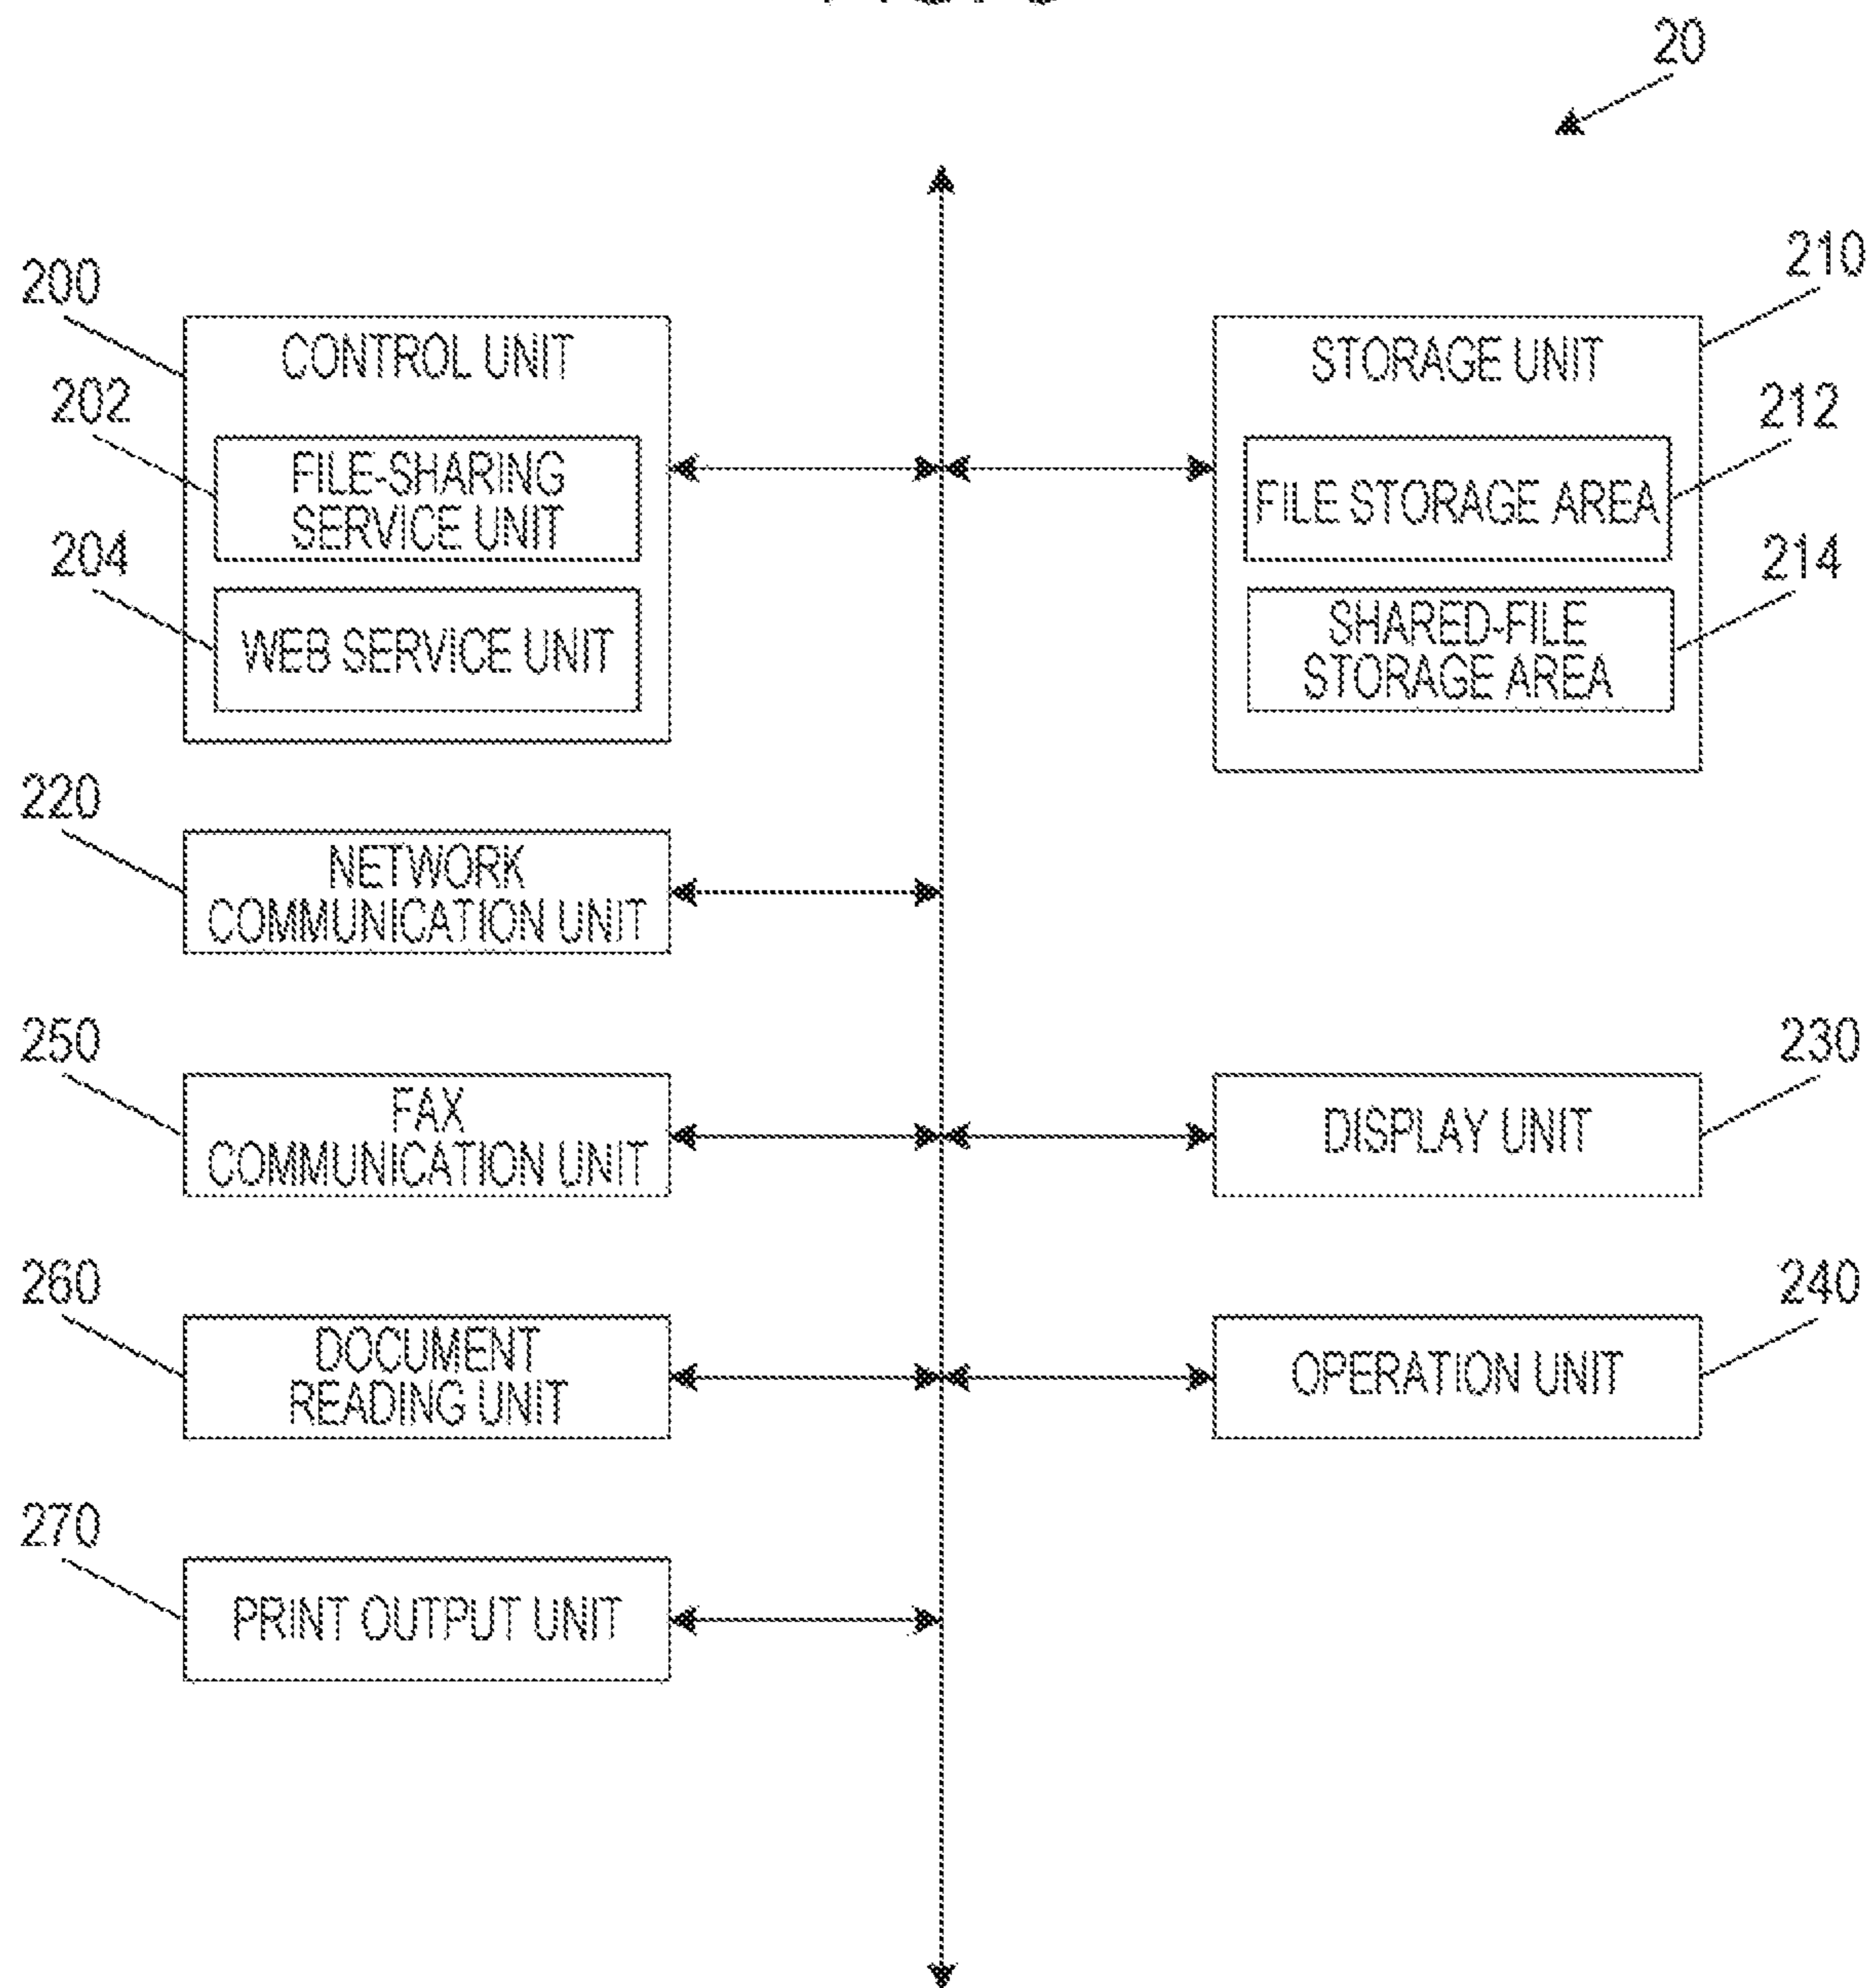 20
200
CONTROL UNIT
202
FILE-SHARING
SERVICE UNIT
204
WEB SERVICE UNIT
210
STORAGE UNIT
212
FILE STORAGE AREA
214
SHARED-FILE
STORAGE AREA
220
NETWORK
COMMUNICATION UNIT
250
FAX
COMMUNICATION UNIT
230
DISPLAY UNIT
260
DOCUMENT
READING UNIT
240
OPERATION UNIT
270
PRINT OUTPUT UNIT